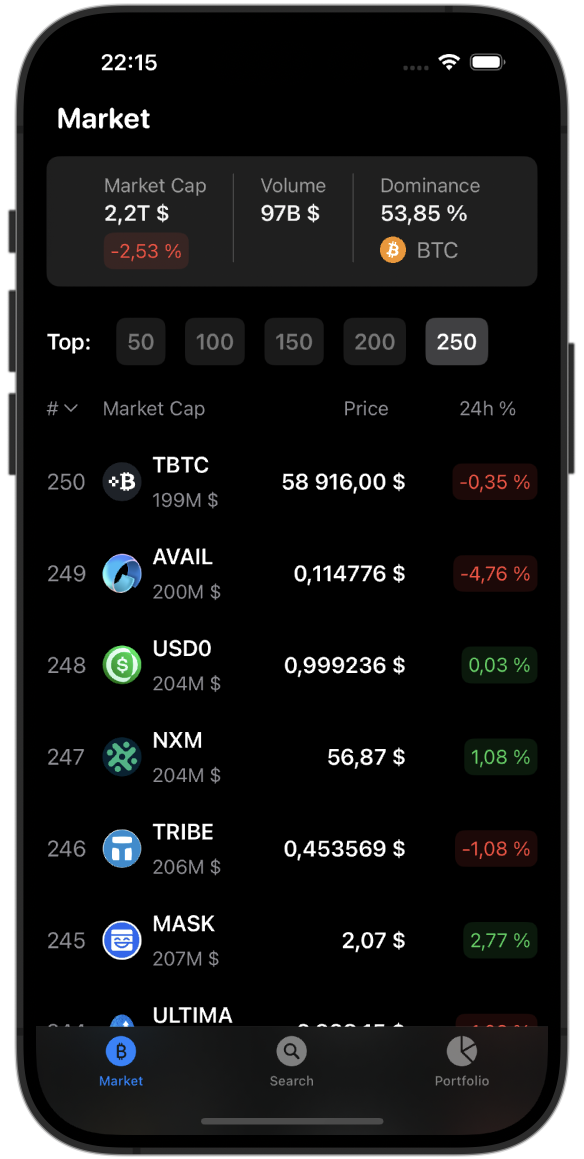 22:15
Market
Market Cap Volume Dominance
2,2T $ 97B $ 53,85 %
-2,53 % BTC
Top: 50 100 150 200 250
# Market Cap Price 24h %
250 TBTC 58 916,00 $ -0,35 %
199M $
249 AVAIL 0,114776 $ -4,76 %
200M $
248 USD0 0,999236 $ 0,03 %
204M $
247 NXM 56,87 $ 1,08 %
204M $
246 TRIBE 0,453569 $ -1,08 %
206M $
245 MASK 2,07 $ 2,77 %
207M $
ULTIMA
Market Search Portfolio